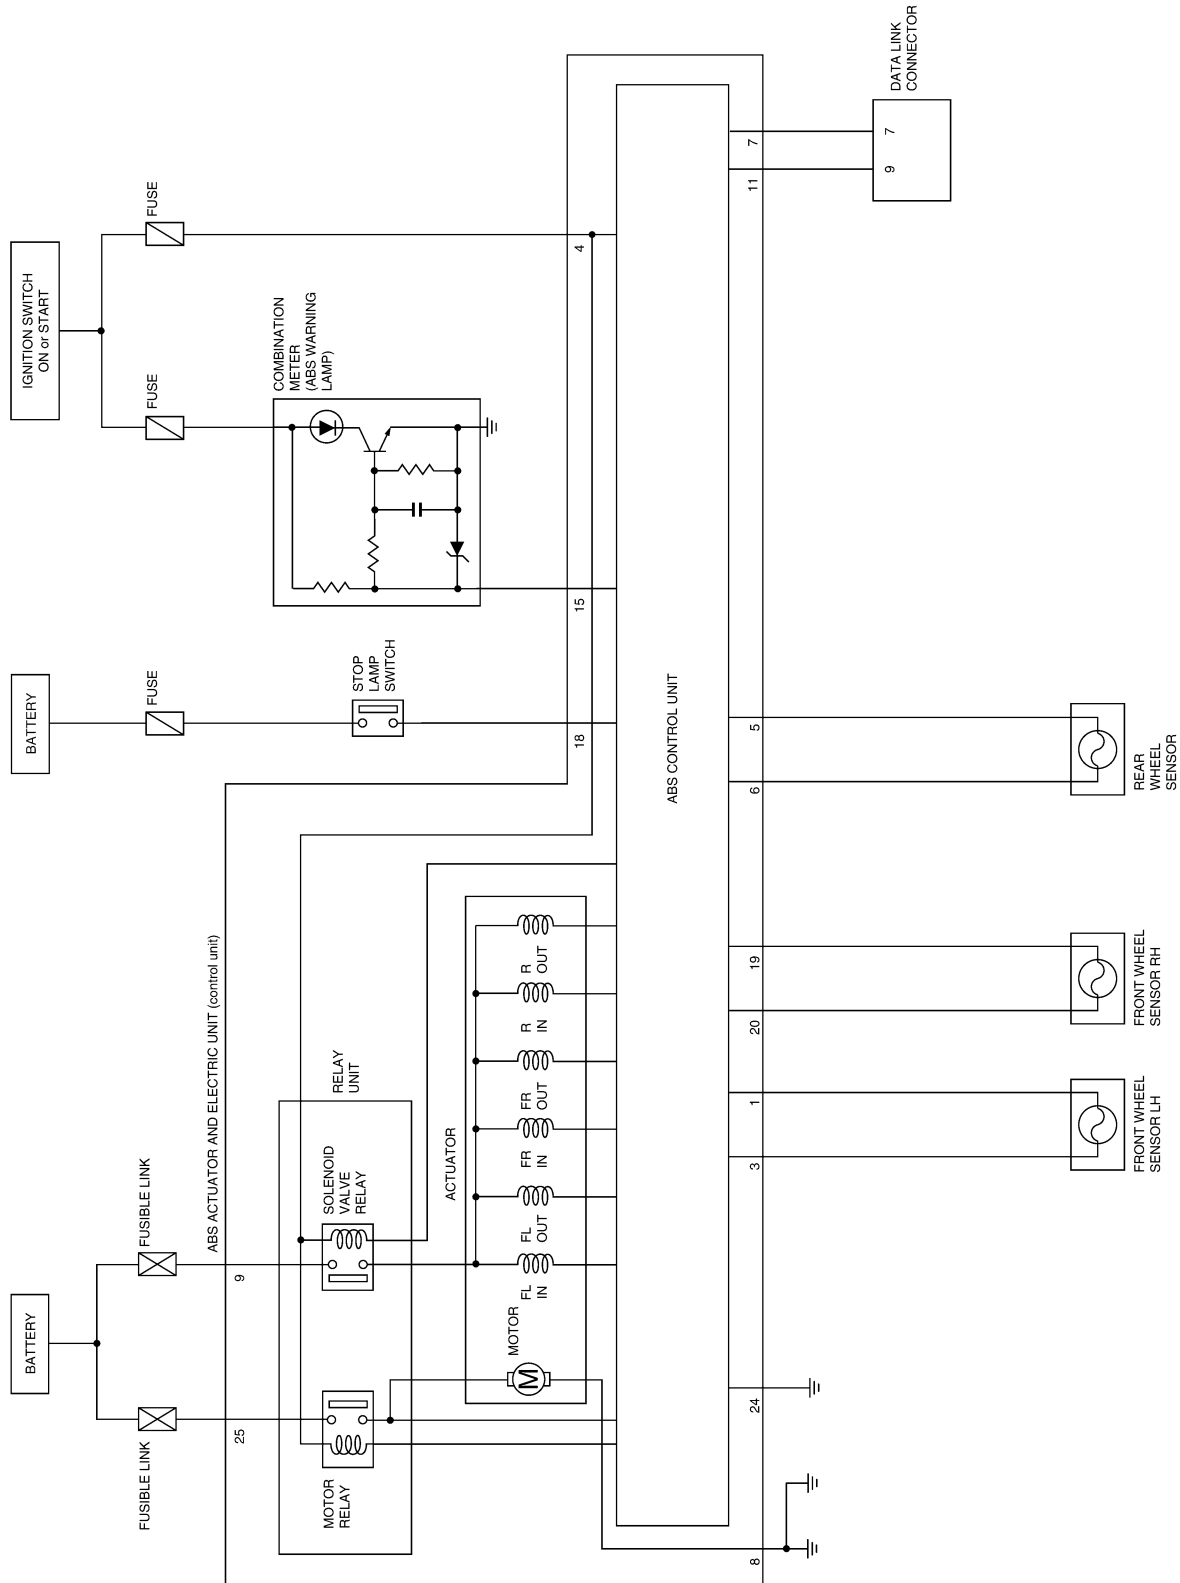 BATTERY
FUSIBLE LINK
FUSIBLE LINK
BATTERY
FUSE
IGNITION SWITCH
ON or START
FUSE
FUSE
ABS ACTUATOR AND ELECTRIC UNIT (control unit)
25
9
MOTOR
RELAY
SOLENOID
VALVE
RELAY
RELAY
UNIT
STOP
LAMP
SWITCH
COMBINATION
METER
(ABS WARNING
LAMP)
ACTUATOR
MOTOR
M
FL
IN
FL
OUT
FR
IN
FR
OUT
R
IN
R
OUT
18
15
4
ABS CONTROL UNIT
8
24
3
1
20
19
6
5
11
7
9
7
DATA LINK
CONNECTOR
FRONT WHEEL
SENSOR LH
FRONT WHEEL
SENSOR RH
REAR
WHEEL
SENSOR